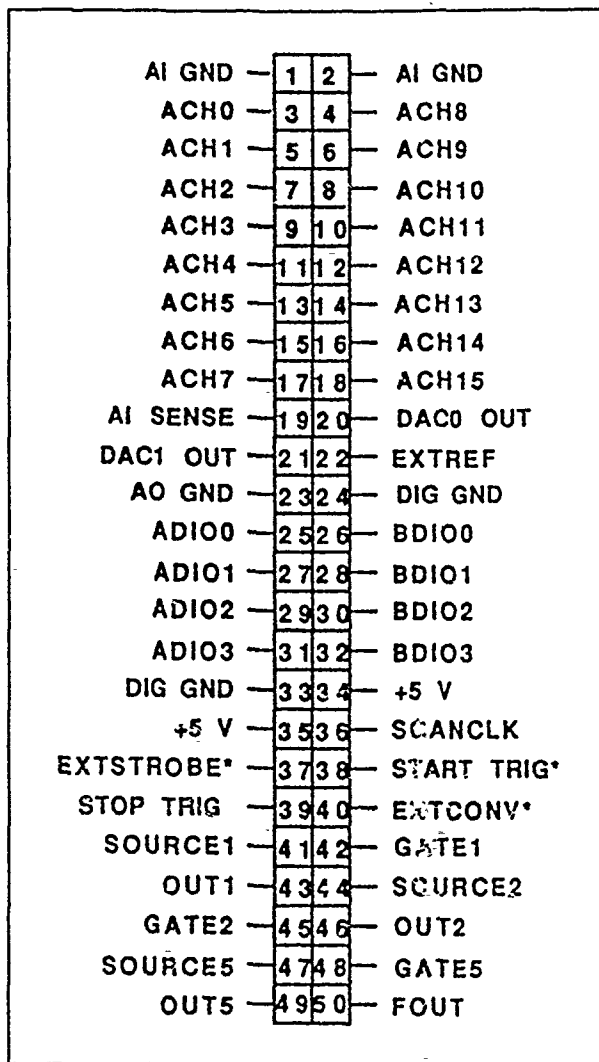 AI GND 1 2 AI GND
ACH0 3 4 ACH8
ACH1 5 6 ACH9
ACH2 7 8 ACH10
ACH3 9 10 ACH11
ACH4 11 12 ACH12
ACH5 13 14 ACH13
ACH6 15 16 ACH14
ACH7 17 18 ACH15
AI SENSE 19 20 DAC0 OUT
DAC1 OUT 21 22 EXTREF
AO GND 23 24 DIG GND
ADIO0 25 26 BDIO0
ADIO1 27 28 BDIO1
ADIO2 29 30 BDIO2
ADIO3 31 32 BDIO3
DIG GND 33 34 +5 V
+5 V 35 36 SCANCLK
EXTSTROBE* 37 38 START TRIG*
STOP TRIG 39 40 EXTCONV*
SOURCE1 41 42 GATE1
OUT1 43 44 SOURCE2
GATE2 45 46 OUT2
SOURCE5 47 48 GATE5
OUT5 49 50 FOUT